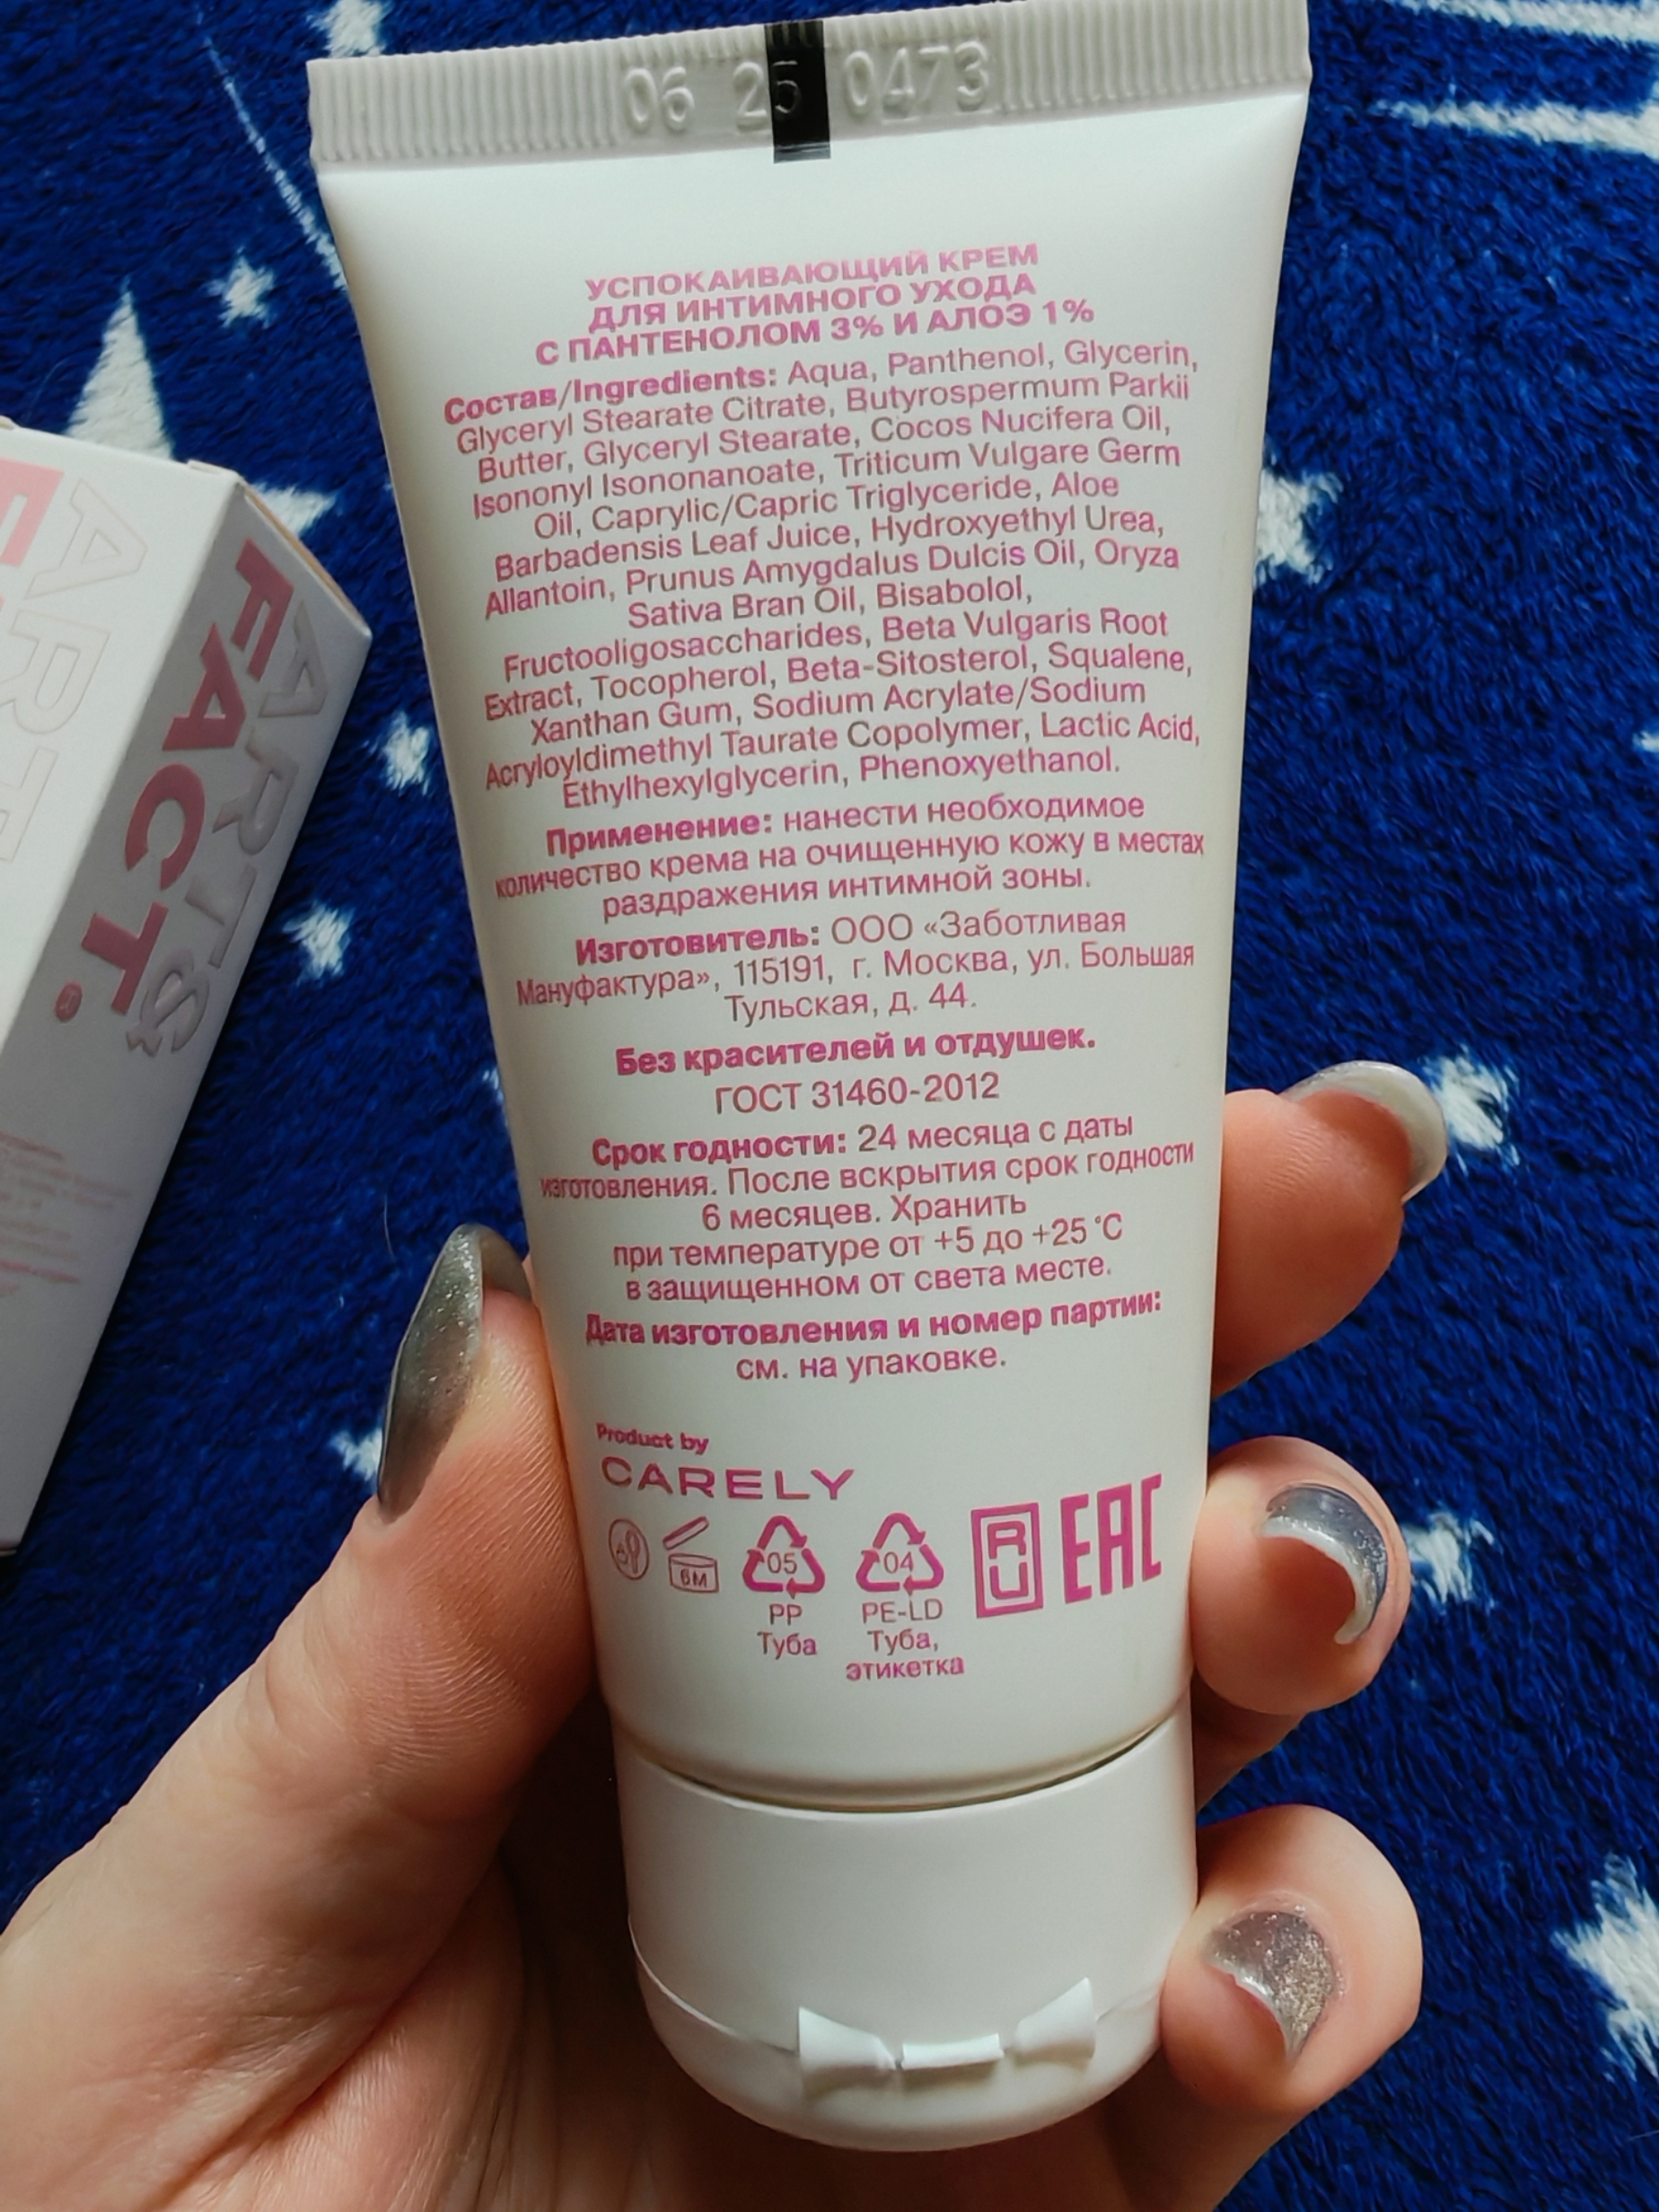 06 25 0473
УСПОКАИВАЮЩИЙ КРЕМ
ДЛЯ ИНТИМНОГО УХОДА
С ПАНТЕНОЛОМ 3% И АЛОЭ 1%
Состав/Ingredients: Aqua, Panthenol, Glycerin,
Glyceryl Stearate Citrate, Butyrospermum Parkii
Butter, Glyceryl Stearate, Cocos Nucifera Oil,
Isononyl Isononanoate, Triticum Vulgare Germ
Oil, Caprylic/Capric Triglyceride, Aloe
Barbadensis Leaf Juice, Hydroxyethyl Urea,
Allantoin, Prunus Amygdalus Dulcis Oil, Oryza
Sativa Bran Oil, Bisabolol,
Fructooligosaccharides, Beta Vulgaris Root
Extract, Tocopherol, Beta-Sitosterol, Squalene,
Xanthan Gum, Sodium Acrylate/Sodium
Acryloyldimethyl Taurate Copolymer, Lactic Acid,
Ethylhexylglycerin, Phenoxyethanol.
Применение: нанести необходимое
количество крема на очищенную кожу в местах
раздражения интимной зоны.
Изготовитель: ООО «Заботливая
Мануфактура», 115191, г. Москва, ул. Большая
Тульская, д. 44.
Без красителей и отдушек.
ГОСТ 31460-2012
Срок годности: 24 месяца с даты
изготовления. После вскрытия срок годности
6 месяцев. Хранить
при температуре от +5 до +25 °C
в защищенном от света месте.
Дата изготовления и номер партии:
см. на упаковке.
Product by
CARELY
6M
05
04
RU
EAC
PP
PE-LD
Туба
Туба,
этикетка
ART&
FACT.
ART